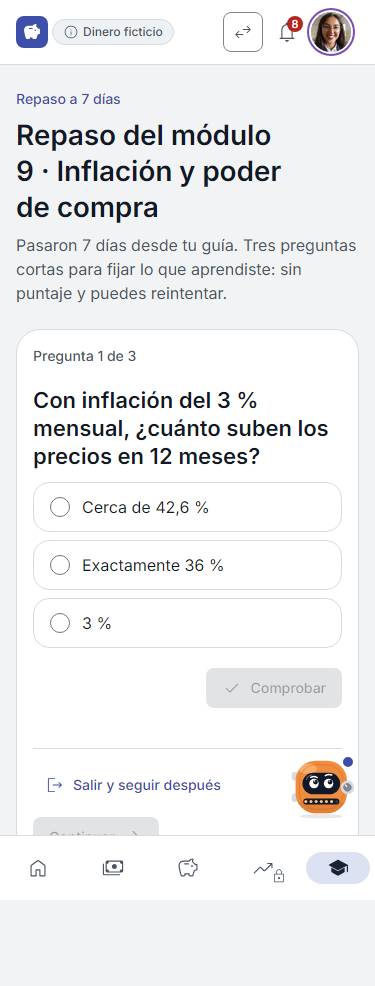 Dinero ficticio
8
Repaso a 7 días
Repaso del módulo
9 · Inflación y poder
de compra
Pasaron 7 días desde tu guía. Tres preguntas
cortas para fijar lo que aprendiste: sin
puntaje y puedes reintentar.
Pregunta 1 de 3
Con inflación del 3 %
mensual, ¿cuánto suben los
precios en 12 meses?
Cerca de 42,6 %
Exactamente 36 %
3 %
Comprobar
Salir y seguir después